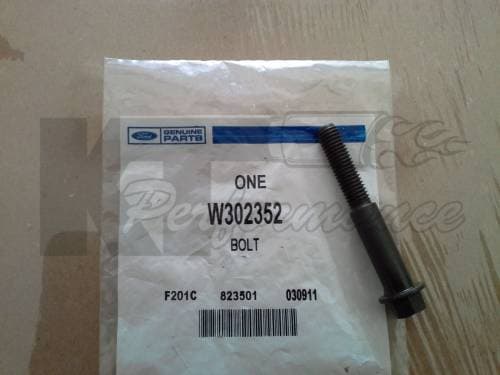 Ford GENUINE
PARTS
ONE
W302352
BOLT
F201C 823501 030911
Performance